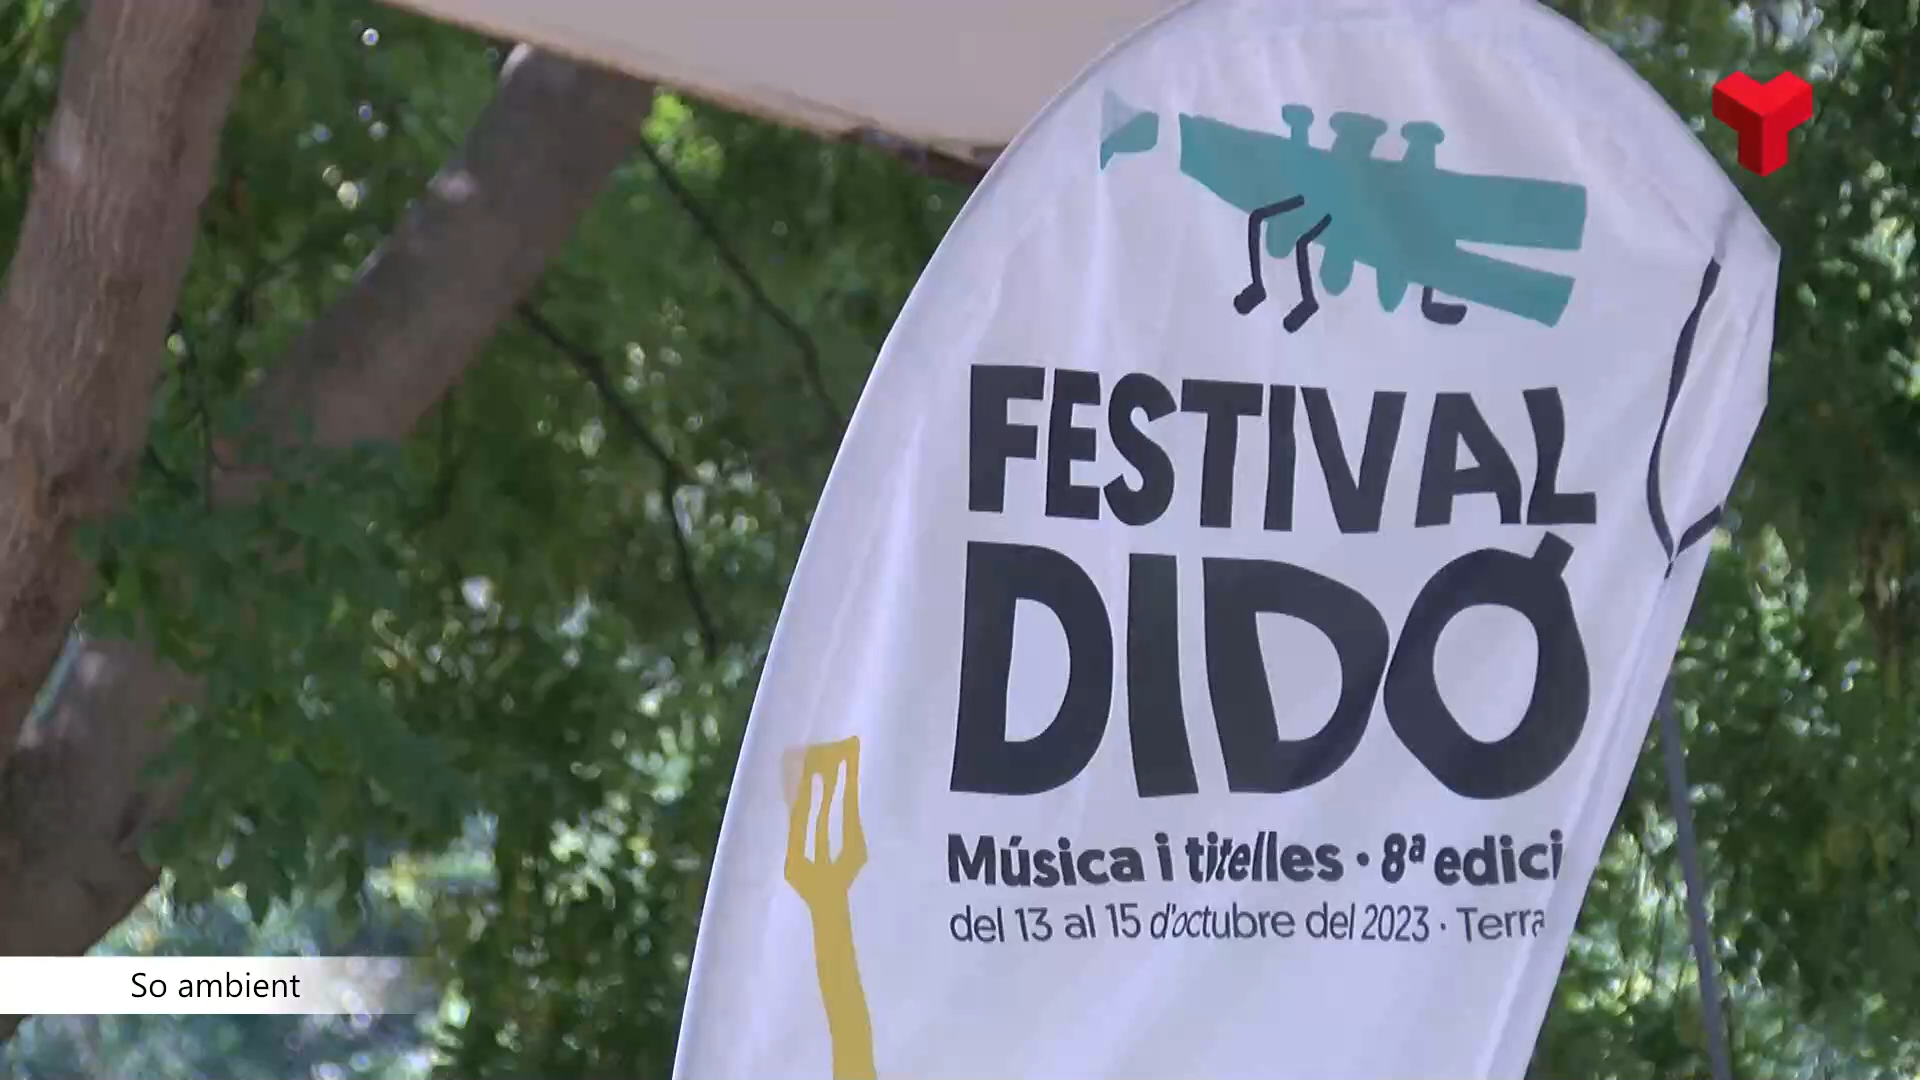 FESTIVAL
DIDÓ
Música i titelles · 8ª edici
del 13 al 15 d'octubre del 2023 · Terra
So ambient